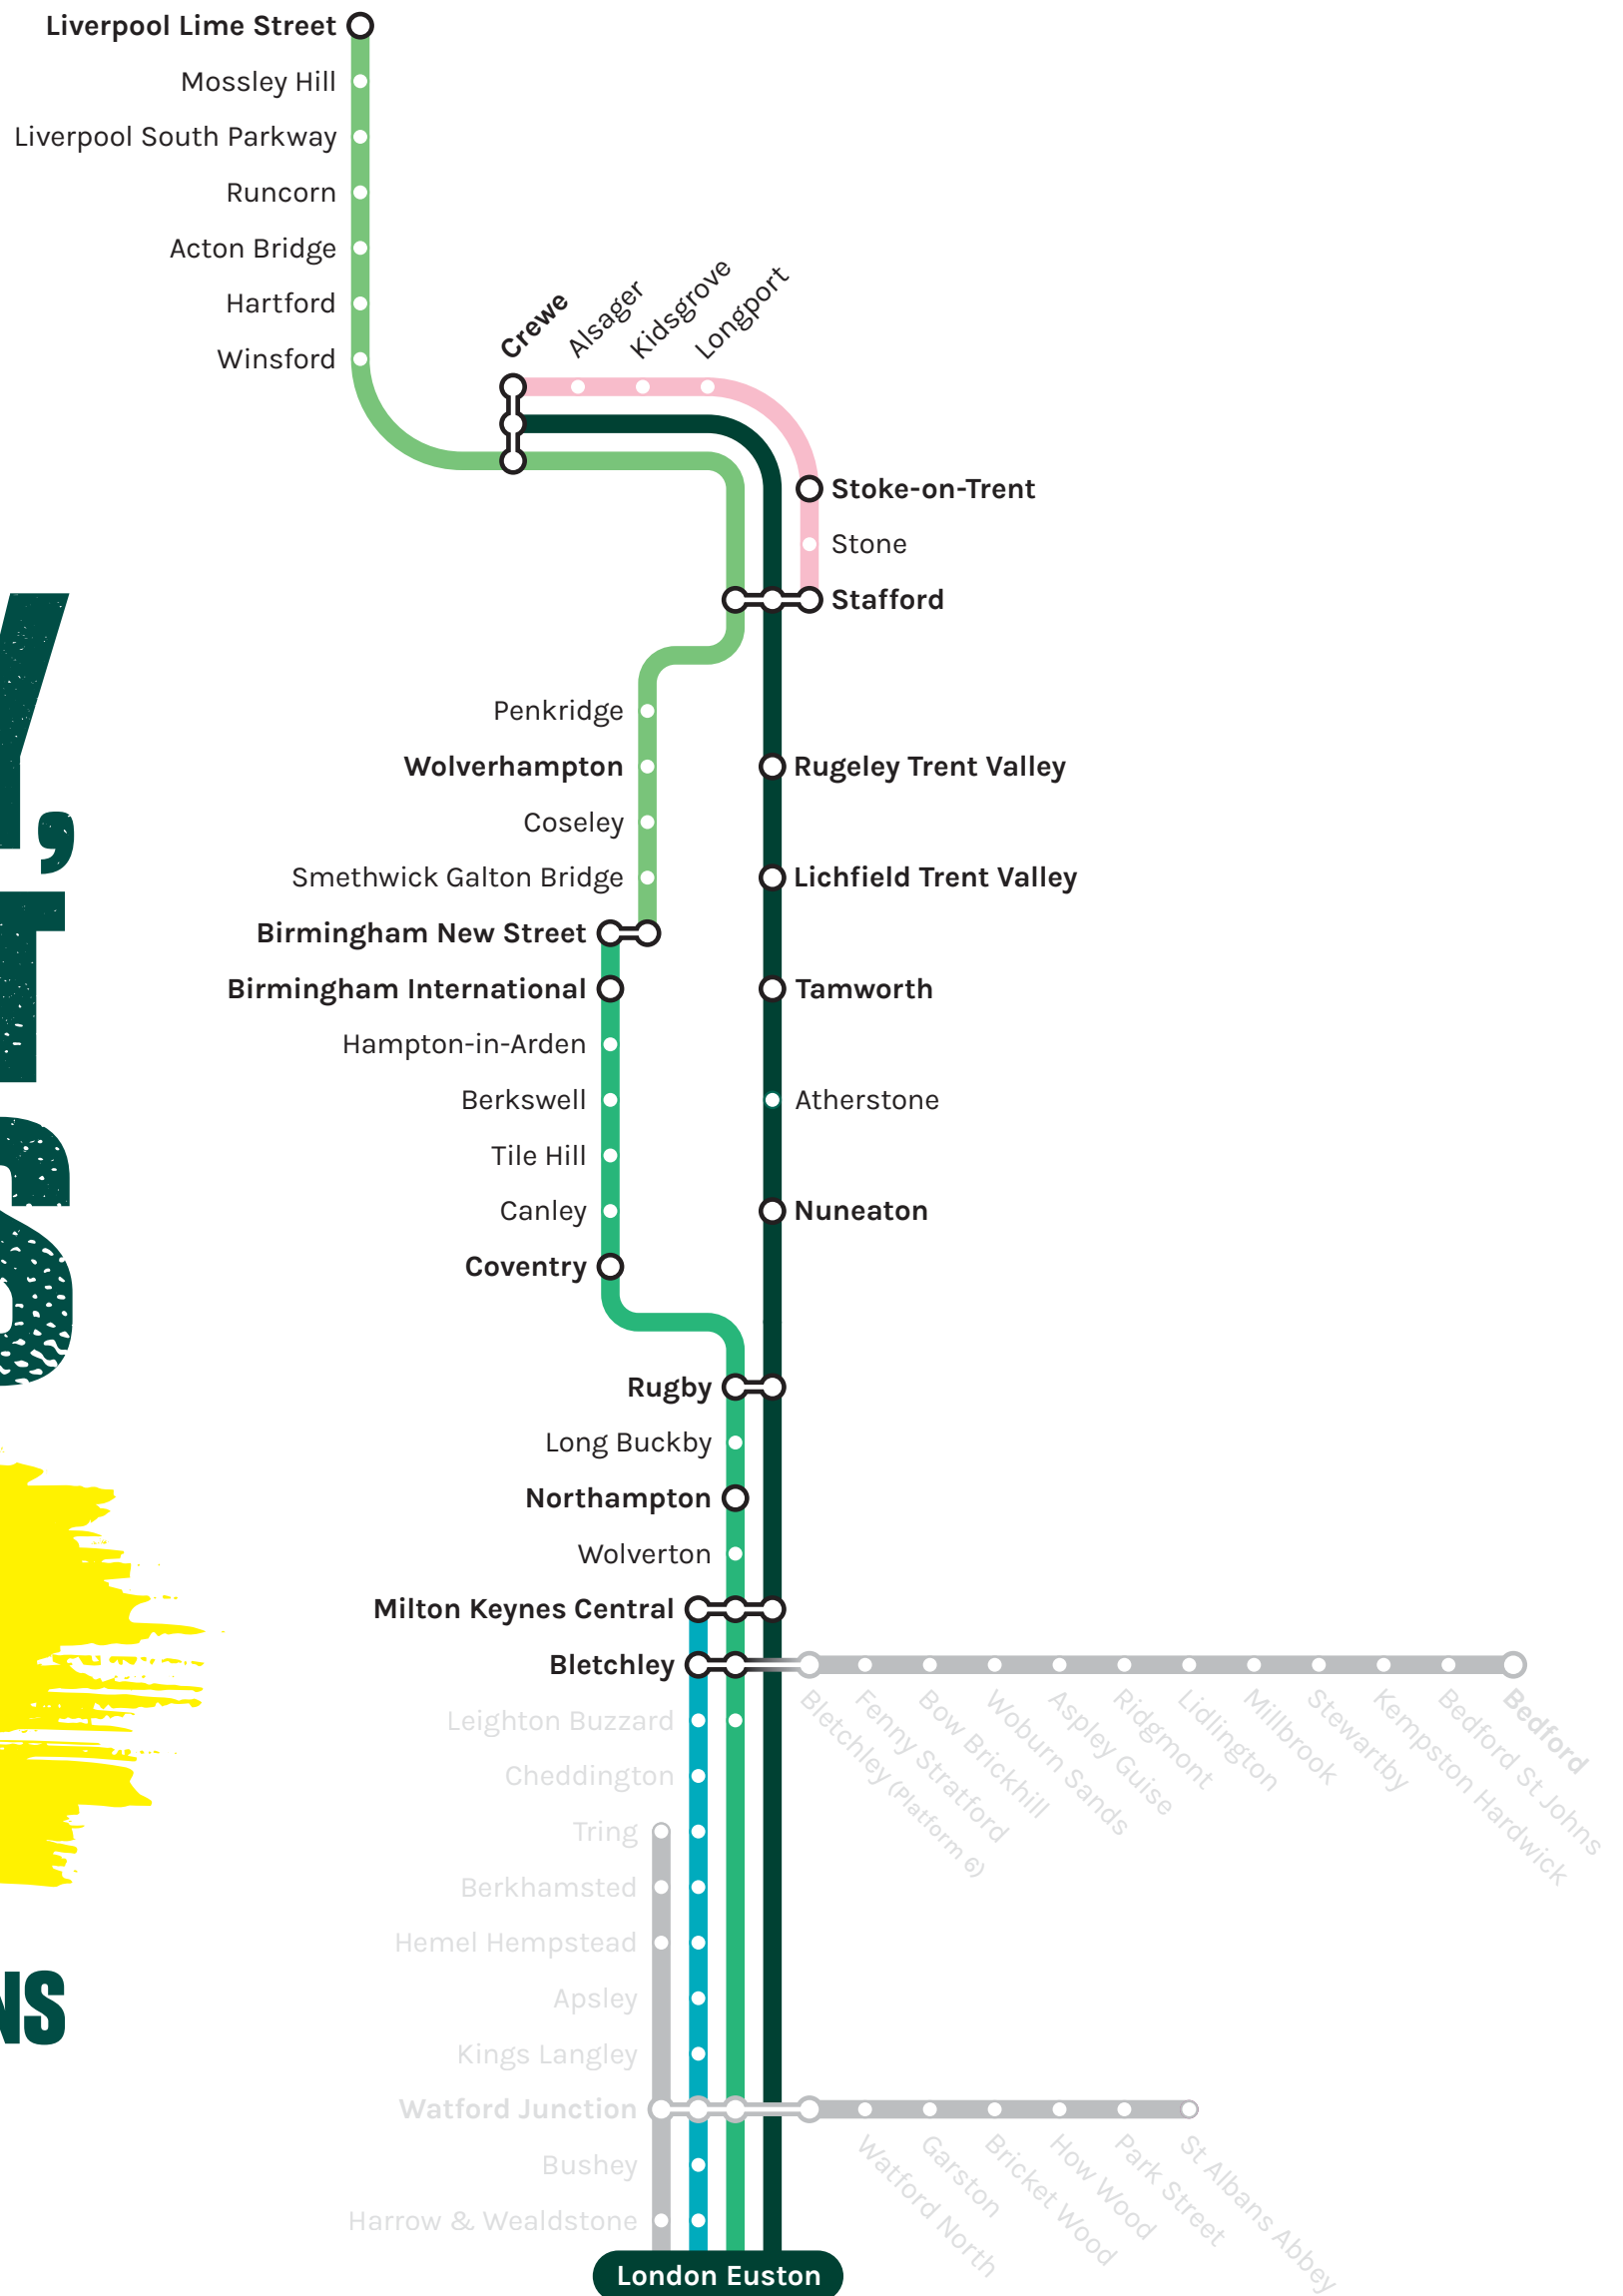 Liverpool Lime Street
Mossley Hill
Liverpool South Parkway
Runcorn
Acton Bridge
Hartford
Winsford
Crewe
Alsager
Kidsgrove
Longport
Stoke-on-Trent
Stone
Stafford
Penkridge
Wolverhampton
Rugeley Trent Valley
Coseley
Smethwick Galton Bridge
Lichfield Trent Valley
Birmingham New Street
Birmingham International
Tamworth
Hampton-in-Arden
Berkswell
Atherstone
Tile Hill
Canley
Nuneaton
Coventry
Rugby
Long Buckby
Northampton
Wolverton
Milton Keynes Central
Bletchley
Bletchley (Platform 6)
Fenny Stratford
Bow Brickhill
Woburn Sands
Aspley Guise
Ridgmont
Lidlington
Millbrook
Stewartby
Kempston Hardwick
Bedford St Johns
Bedford
Leighton Buzzard
Cheddington
Tring
Berkhamsted
Hemel Hempstead
Apsley
Kings Langley
Watford Junction
Watford North
Garston
Bricket Wood
How Wood
Park Street
St Albans Abbey
Bushey
Harrow & Wealdstone
London Euston